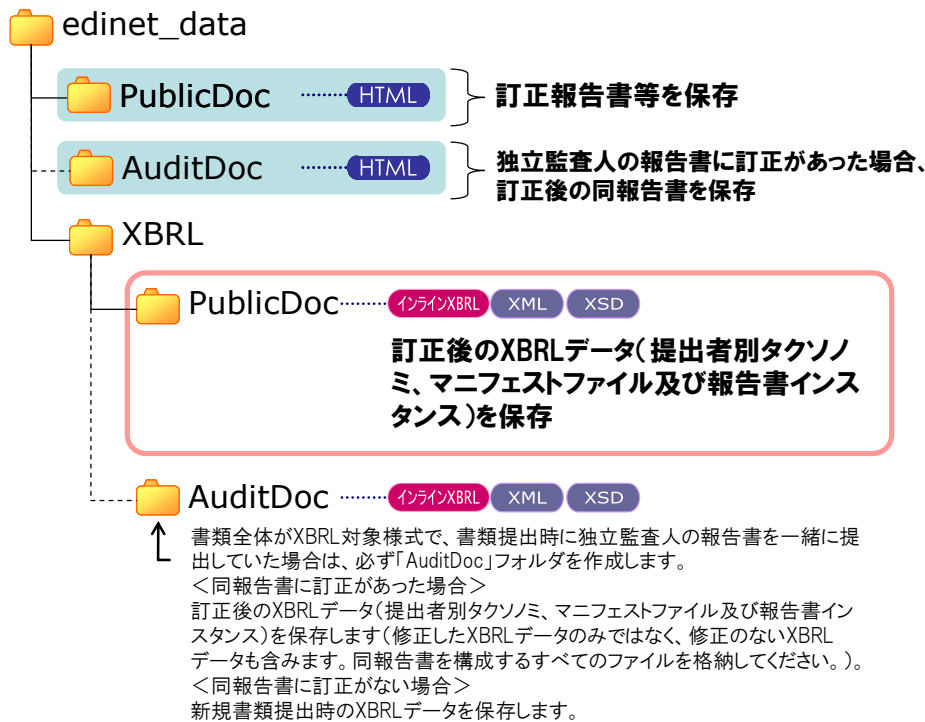 edinet_data
PublicDoc ········· HTML 訂正報告書等を保存
AuditDoc ········· HTML 独立監査人の報告書に訂正があった場合、
訂正後の同報告書を保存
XBRL
PublicDoc ········· インラインXBRL XML XSD
訂正後のXBRLデータ(提出者別タクソノ
ミ、マニフェストファイル及び報告書インス
タンス)を保存
AuditDoc ········· インラインXBRL XML XSD
書類全体がXBRL対象様式で、書類提出時に独立監査人の報告書を一緒に提
出していた場合は、必ず「AuditDoc」フォルダを作成します。
<同報告書に訂正があった場合>
訂正後のXBRLデータ(提出者別タクソノミ、マニフェストファイル及び報告書イン
スタンス)を保存します(修正したXBRLデータのみではなく、修正のないXBRL
データも含みます。同報告書を構成するすべてのファイルを格納してください。)。
<同報告書に訂正がない場合>
新規書類提出時のXBRLデータを保存します。